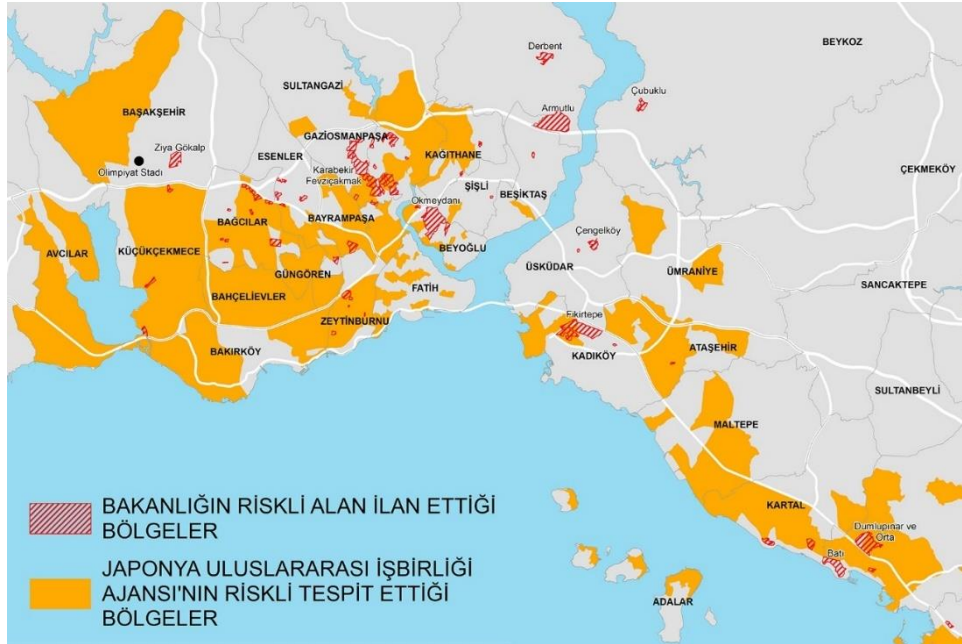 Derbent
BEYKOZ
SULTANGAZİ
Çubuklu
BAŞAKŞEHİR
Armutlu
GAZİOSMANPAŞA
Ziya Gökalp
ESENLER
KAĞITHANE
Olimpiyat Stadı
Karabekir
Fevziçakmak
ÇEKMEKÖY
ŞİŞLİ
BEŞİKTAŞ
Okmeydanı
BAĞCILAR
BAYRAMPAŞA
Çengelköy
AVCILAR
KÜÇÜKÇEKMECE
BEYOĞLU
ÜSKÜDAR
ÜMRANİYE
GÜNGÖREN
FATİH
SANCAKTEPE
BAHÇELİEVLER
ZEYTİNBURNU
Fikirtepe
BAKIRKÖY
KADIKÖY
ATAŞEHİR
SULTANBEYLİ
MALTEPE
KARTAL
Dumlupınar ve
Orta
Batı
ADALAR
BAKANLIĞIN RİSKLİ ALAN İLAN ETTİĞİ
BÖLGELER
JAPONYA ULUSLARARASI İŞBİRLİĞİ
AJANSI'NIN RİSKLİ TESPİT ETTİĞİ
BÖLGELER